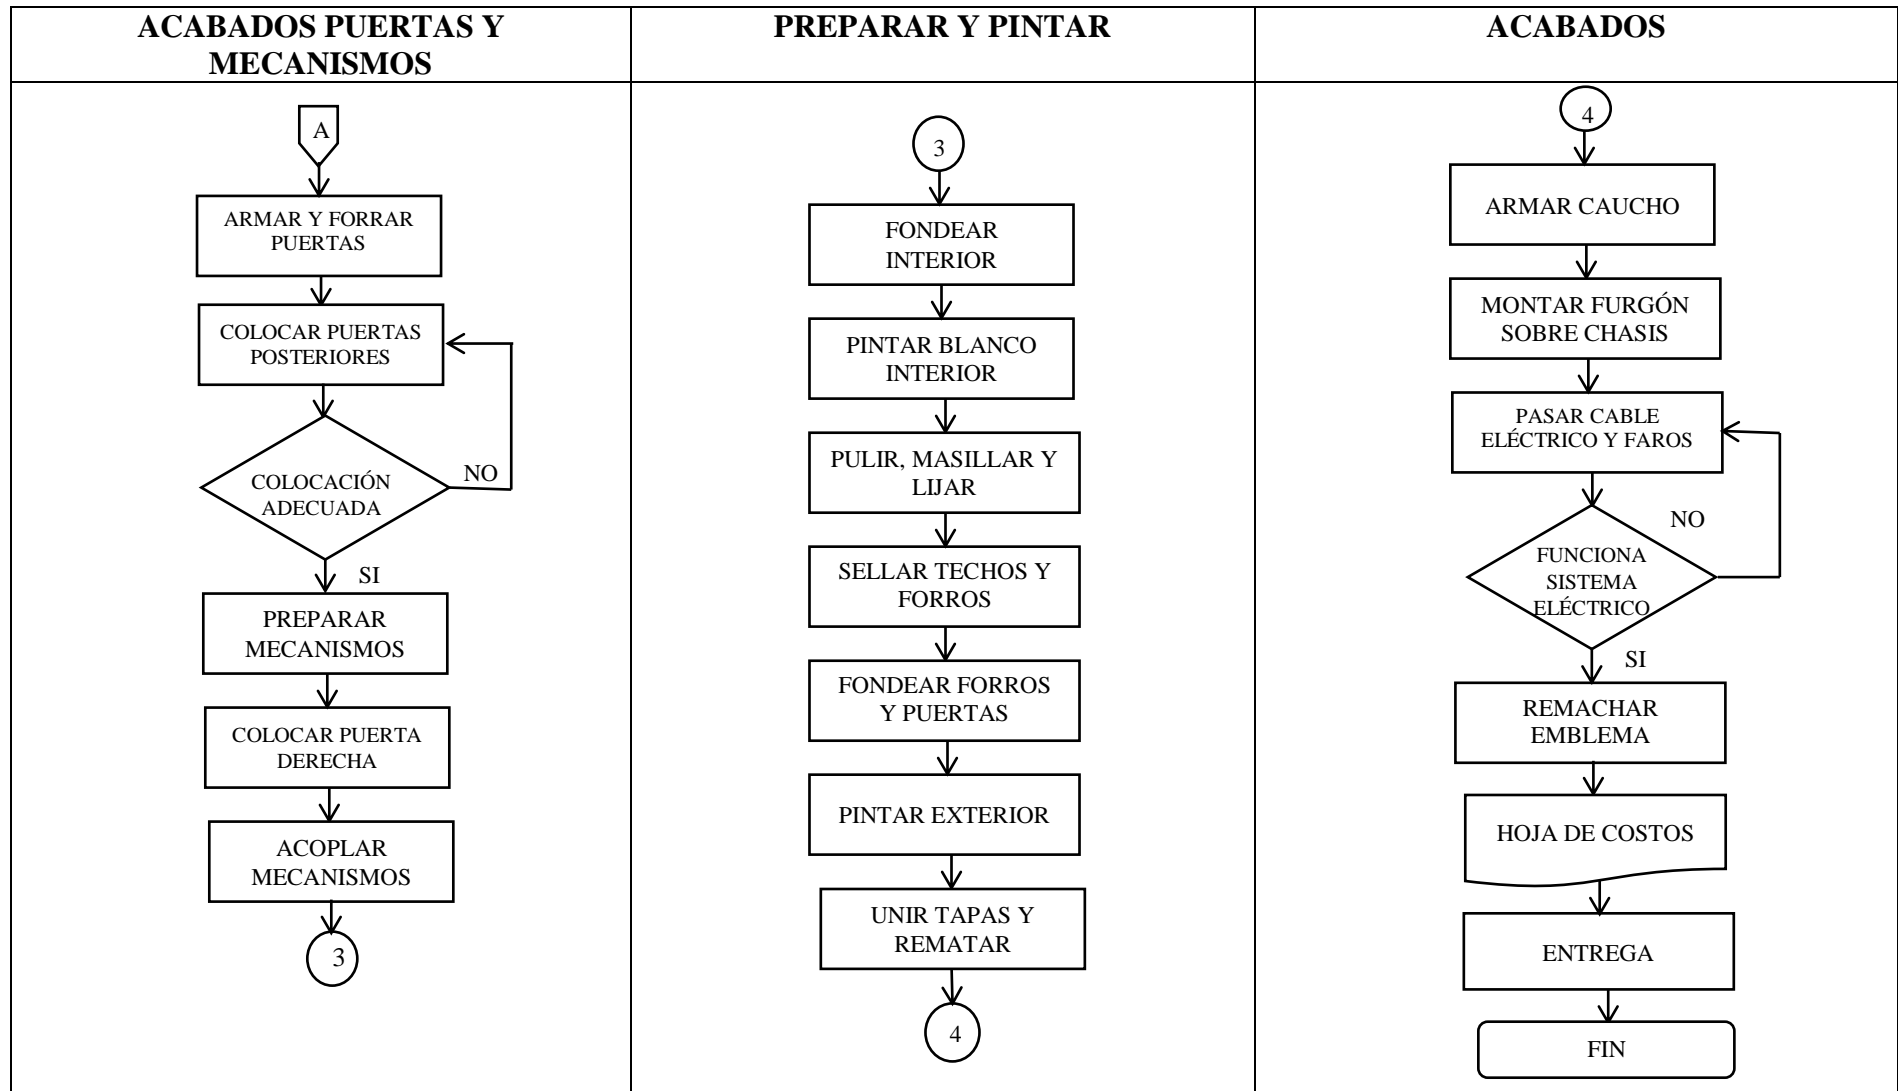 ACABADOS PUERTAS Y
MECANISMOS
A
ARMAR Y FORRAR
PUERTAS
COLOCAR PUERTAS
POSTERIORES
COLOCACIÓN
ADECUADA
NO
SI
PREPARAR
MECANISMOS
COLOCAR PUERTA
DERECHA
ACOPLAR
MECANISMOS
3
PREPARAR Y PINTAR
3
FONDEAR
INTERIOR
PINTAR BLANCO
INTERIOR
PULIR, MASILLAR Y
LIJAR
SELLAR TECHOS Y
FORROS
FONDEAR FORROS
Y PUERTAS
PINTAR EXTERIOR
UNIR TAPAS Y
REMATAR
4
ACABADOS
4
ARMAR CAUCHO
MONTAR FURGÓN
SOBRE CHASIS
PASAR CABLE
ELÉCTRICO Y FAROS
NO
FUNCIONA
SISTEMA
ELÉCTRICO
SI
REMACHAR
EMBLEMA
HOJA DE COSTOS
ENTREGA
FIN